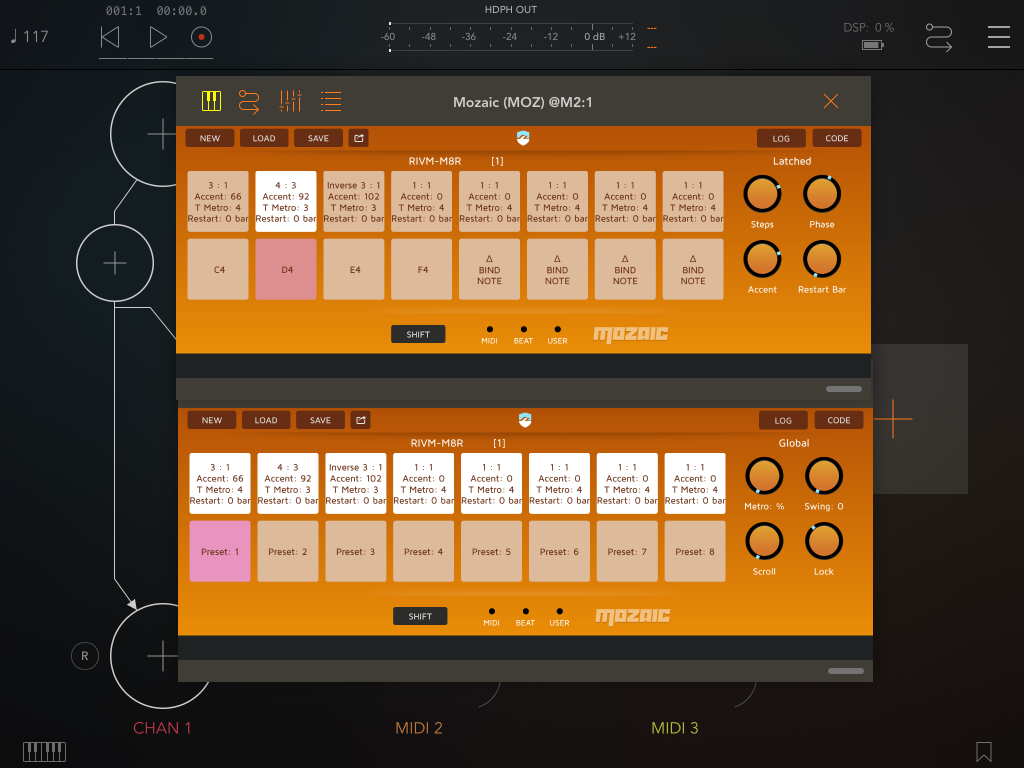 001:1 00:00.0
HDPH OUT
117
-60 -48 -36 -24 -12 0 dB +12
DSP: 0 %
Mozaic (MOZ) @M2:1
NEW LOAD SAVE LOG CODE
RIVM-M8R [1] Latched
3 : 1 4 : 3 Inverse 3 : 1 1 : 1 1 : 1 1 : 1 1 : 1 1 : 1
Accent: 66 Accent: 92 Accent: 102 Accent: 0 Accent: 0 Accent: 0 Accent: 0 Accent: 0
T Metro: 4 T Metro: 3 T Metro: 3 T Metro: 4 T Metro: 4 T Metro: 4 T Metro: 4 T Metro: 4
Restart: 0 bar Restart: 0 bar Restart: 0 bar Restart: 0 bar Restart: 0 bar Restart: 0 bar Restart: 0 bar Restart: 0 bar
Steps Phase
C4 D4 E4 F4 Δ BIND NOTE Δ BIND NOTE Δ BIND NOTE Δ BIND NOTE
Accent Restart Bar
SHIFT MIDI BEAT USER mozaic
NEW LOAD SAVE LOG CODE
RIVM-M8R [1] Global
3 : 1 4 : 3 Inverse 3 : 1 1 : 1 1 : 1 1 : 1 1 : 1 1 : 1
Accent: 66 Accent: 92 Accent: 102 Accent: 0 Accent: 0 Accent: 0 Accent: 0 Accent: 0
T Metro: 4 T Metro: 3 T Metro: 3 T Metro: 4 T Metro: 4 T Metro: 4 T Metro: 4 T Metro: 4
Restart: 0 bar Restart: 0 bar Restart: 0 bar Restart: 0 bar Restart: 0 bar Restart: 0 bar Restart: 0 bar Restart: 0 bar
Metro: % Swing: 0
Preset: 1 Preset: 2 Preset: 3 Preset: 4 Preset: 5 Preset: 6 Preset: 7 Preset: 8
Scroll Lock
SHIFT MIDI BEAT USER mozaic
R
CHAN 1 MIDI 2 MIDI 3